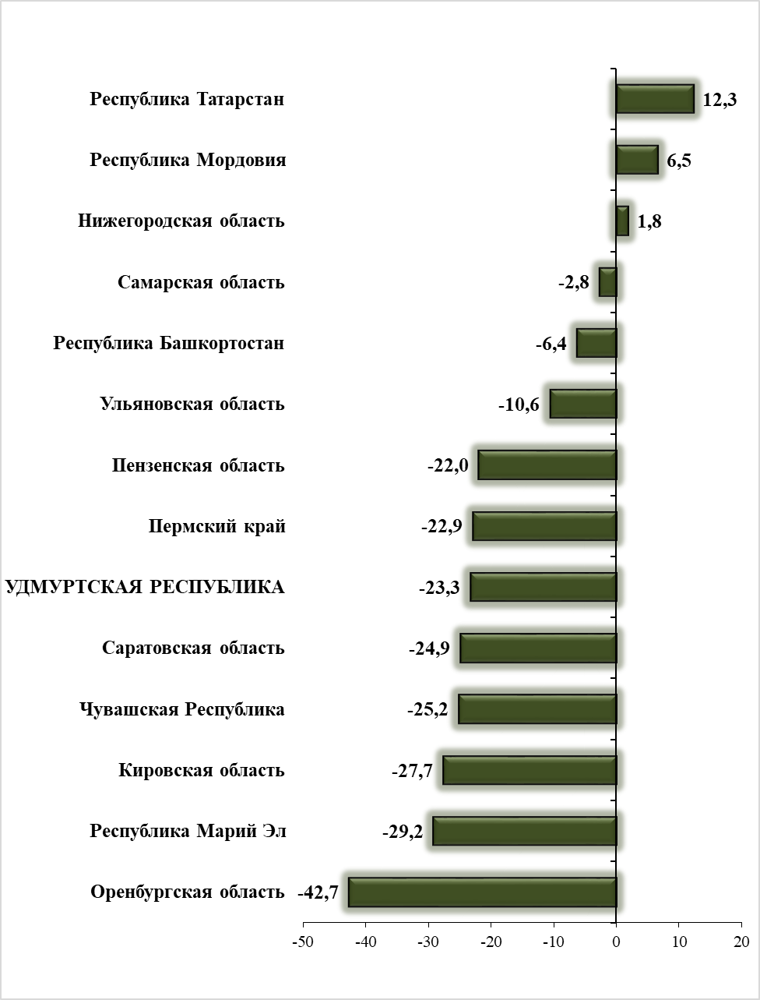 Республика Татарстан 12,3
Республика Мордовия 6,5
Нижегородская область 1,8
Самарская область -2,8
Республика Башкортостан -6,4
Ульяновская область -10,6
Пензенская область -22,0
Пермский край -22,9
УДМУРТСКАЯ РЕСПУБЛИКА -23,3
Саратовская область -24,9
Чувашская Республика -25,2
Кировская область -27,7
Республика Марий Эл -29,2
Оренбургская область -42,7
-50 -40 -30 -20 -10 0 10 20